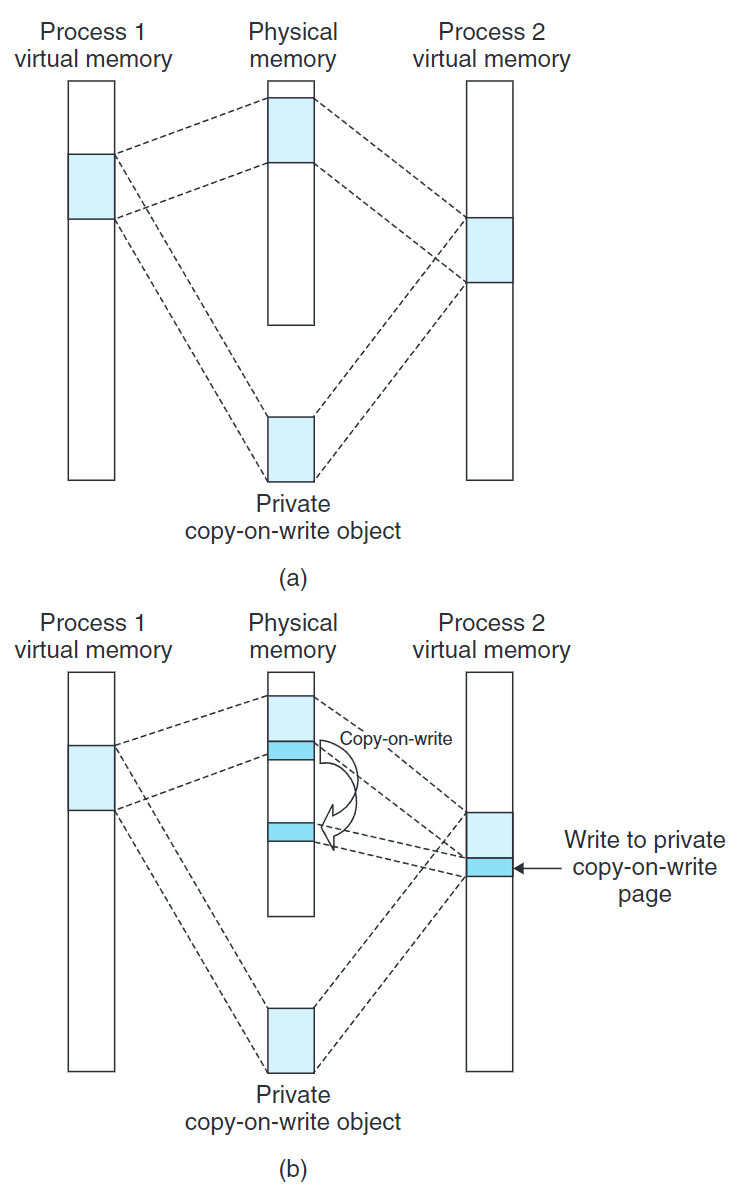 Process 1
virtual memory
Physical
memory
Process 2
virtual memory
Private
copy-on-write object
(a)
Process 1
virtual memory
Physical
memory
Process 2
virtual memory
Copy-on-write
Write to private
copy-on-write
page
Private
copy-on-write object
(b)